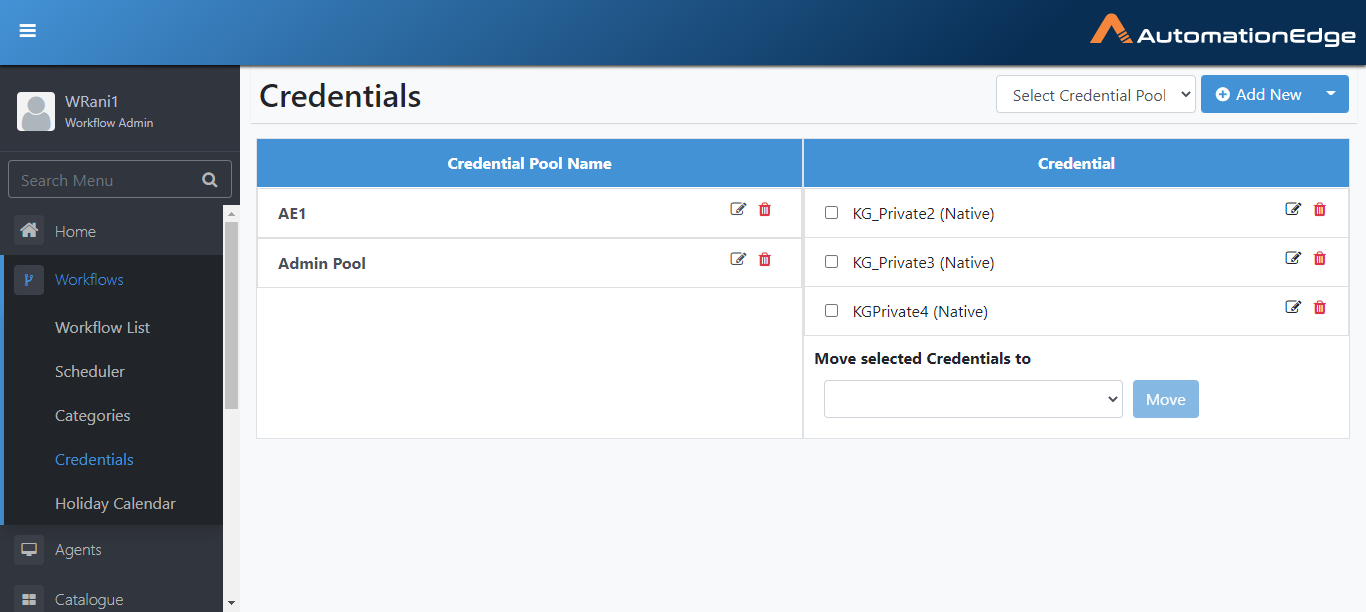 AutomationEdge
WRani1
Workflow Admin
Search Menu
Home
Workflows
Workflow List
Scheduler
Categories
Credentials
Holiday Calendar
Agents
Catalogue
Credentials
Select Credential Pool
Add New
Credential Pool Name
Credential
AE1
Admin Pool
KG_Private2 (Native)
KG_Private3 (Native)
KGPrivate4 (Native)
Move selected Credentials to
Move